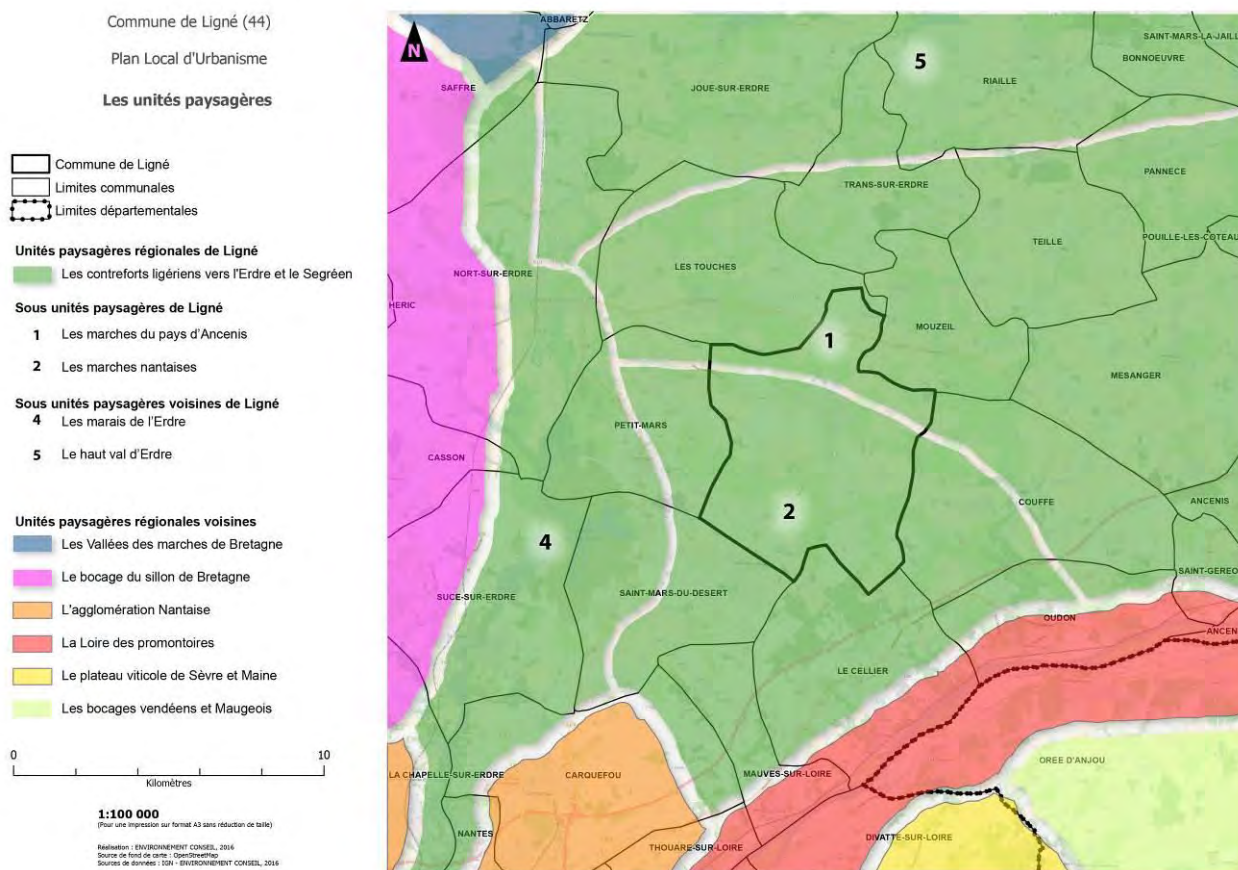 Commune de Ligné (44)
Plan Local d'Urbanisme
Les unités paysagères
Commune de Ligné
Limites communales
Limites départementales
Unités paysagères régionales de Ligné
Les contreforts ligériens vers l'Erdre et le Segréen
Sous unités paysagères de Ligné
1 Les marches du pays d'Ancenis
2 Les marches nantaises
Sous unités paysagères voisines de Ligné
4 Les marais de l'Erdre
5 Le haut val d'Erdre
Unités paysagères régionales voisines
Les Vallées des marches de Bretagne
Le bocage du sillon de Bretagne
L'agglomération Nantaise
La Loire des promontoires
Le plateau viticole de Sèvre et Maine
Les bocages vendéens et Maugeois
0 10
Kilomètres
1:100 000
(Pour une impression sur format A3 sans réduction de taille)
Réalisation : ENVIRONNEMENT CONSEIL, 2016
Source de fond de carte : OpenStreetMap
Sources de données : IGN - ENVIRONNEMENT CONSEIL, 2016
N
ABBARETZ
SAINT-MARS-LA-JAILL
BONNOEUVRE
5
RIAILLE
SAFFRE
JOUE-SUR-ERDRE
PANNECE
TRANS-SUR-ERDRE
POUILLE-LES-COTEAU
TEILLE
LES TOUCHES
NORT-SUR-ERDRE
HERIC
MOUZEIL
1
MESANGER
PETIT-MARS
CASSON
ANCENIS
COUFFE
2
4
SAINT-GEREO
SAINT-MARS-DU-DESERT
SUCE-SUR-ERDRE
OUDON
ANCENI
LE CELLIER
OREE D'ANJOU
MAUVES-SUR-LOIRE
LA CHAPELLE-SUR-ERDRE
CARQUEFOU
NANTES
DIVATTE-SUR-LOIRE
THOUARE-SUR-LOIRE